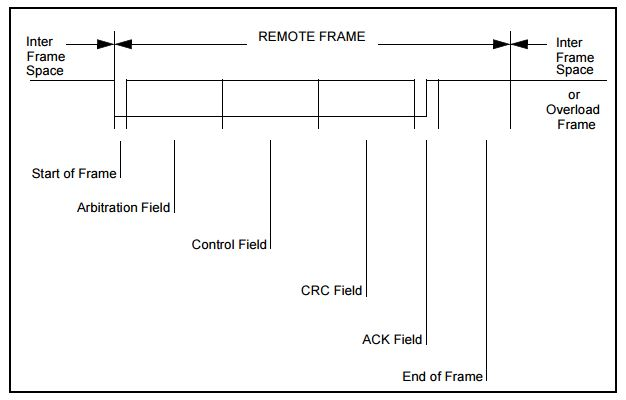 Inter
Frame
Space
REMOTE FRAME
Inter
Frame
Space
or
Overload
Frame
Start of Frame
Arbitration Field
Control Field
CRC Field
ACK Field
End of Frame